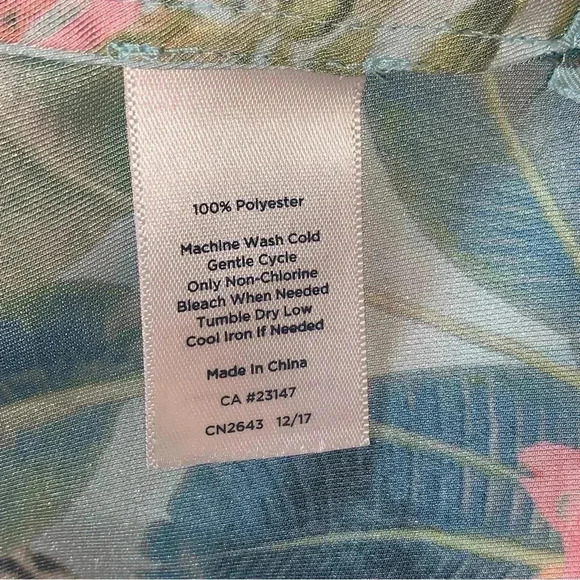 100% Polyester
Machine Wash Cold
Gentle Cycle
Only Non-Chlorine
Bleach When Needed
Tumble Dry Low
Cool Iron If Needed
Made In China
CA #23147
CN2643 12/17